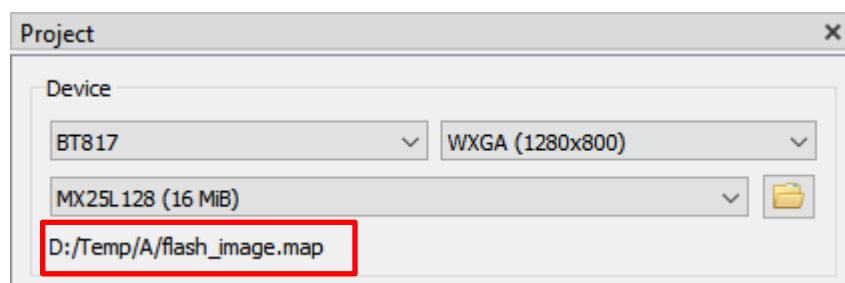 Project
Device
BT817 WXGA (1280x800)
MX25L128 (16 MiB)
D:/Temp/A/flash_image.map